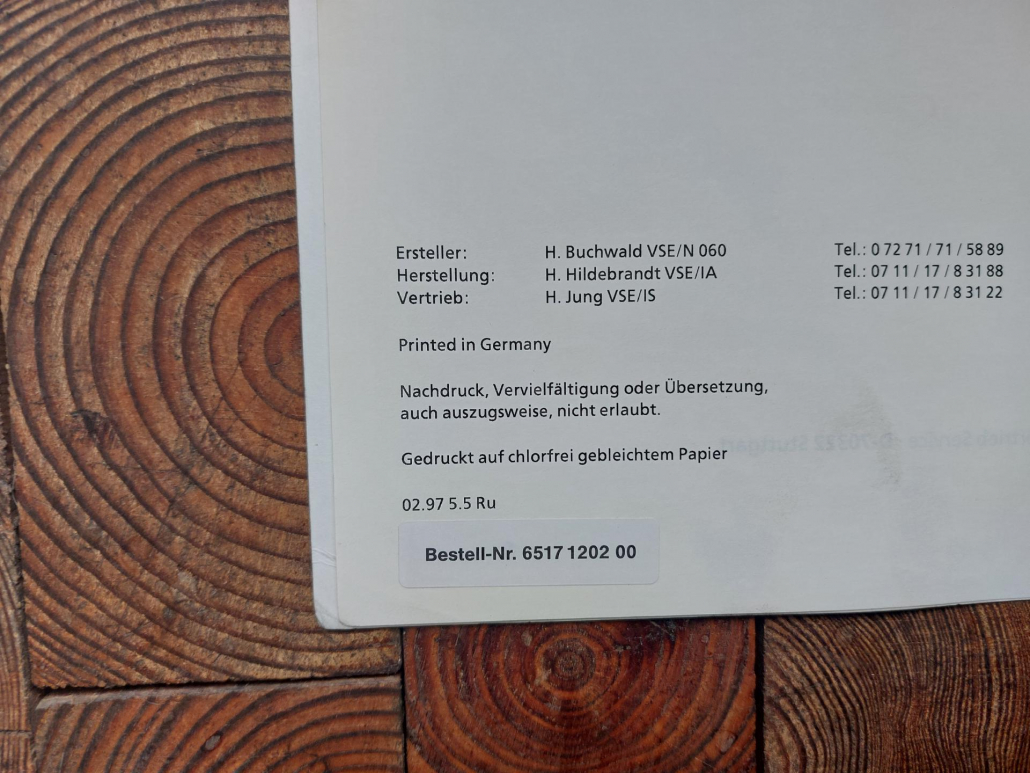 Ersteller: H. Buchwald VSE/N 060 Tel.: 0 72 71 / 71 / 58 89
Herstellung: H. Hildebrandt VSE/IA Tel.: 07 11 / 17 / 8 31 88
Vertrieb: H. Jung VSE/IS Tel.: 07 11 / 17 / 8 31 22
Printed in Germany
Nachdruck, Vervielfältigung oder Übersetzung,
auch auszugsweise, nicht erlaubt.
Gedruckt auf chlorfrei gebleichtem Papier
02.97 5.5 Ru
Bestell-Nr. 6517 1202 00